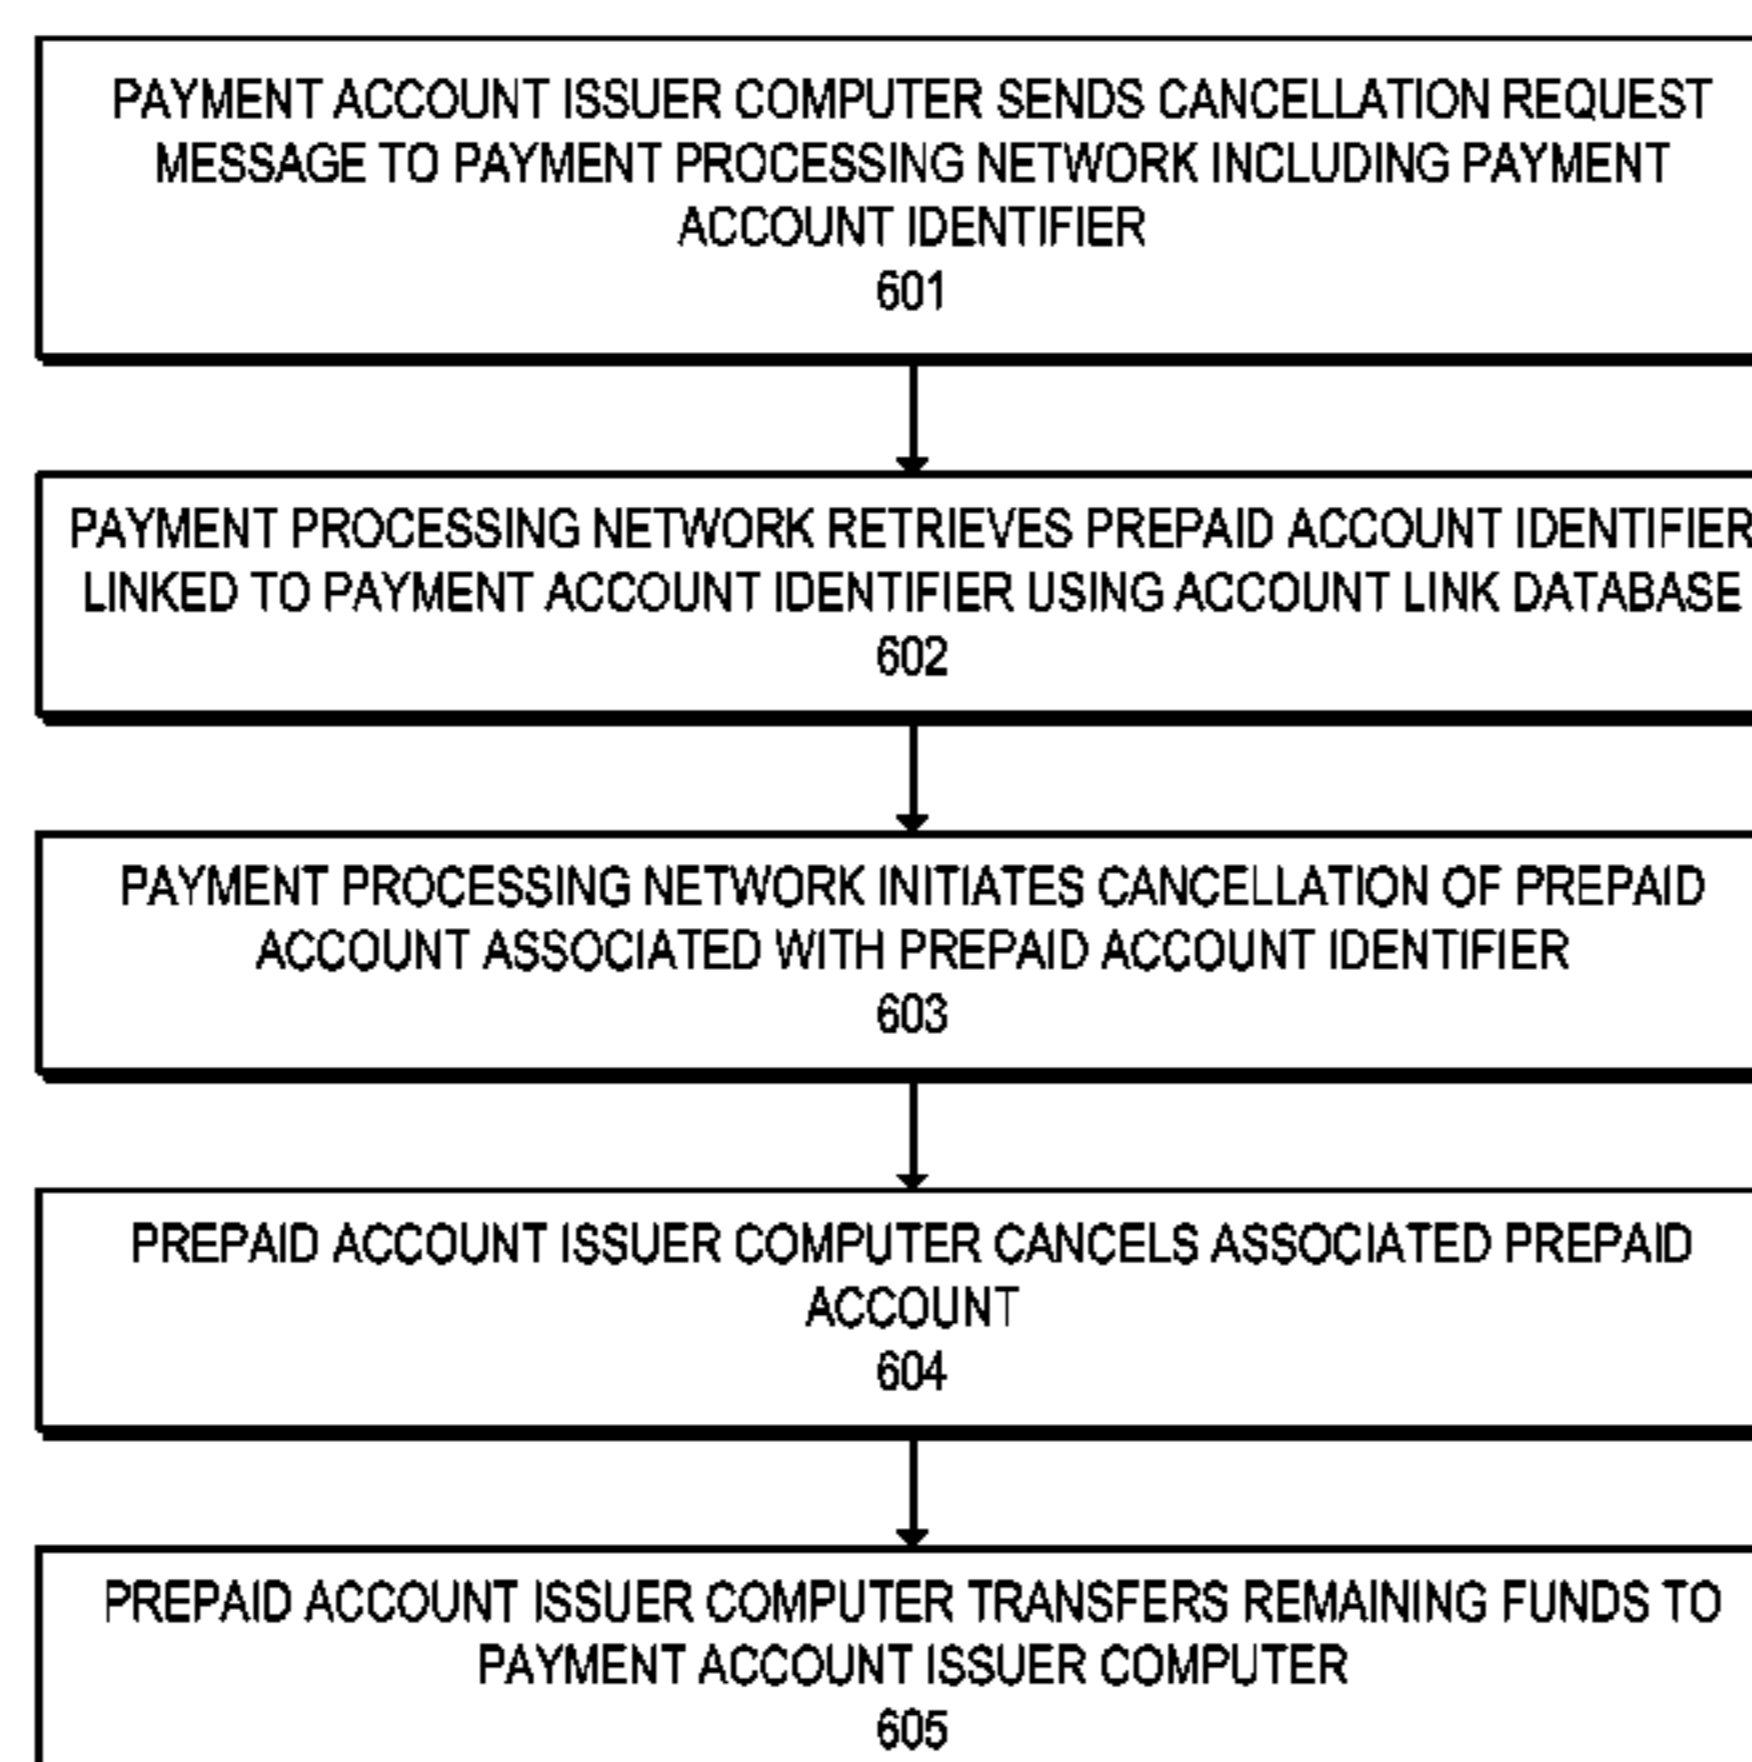 PAYMENT ACCOUNT ISSUER COMPUTER SENDS CANCELLATION REQUEST
MESSAGE TO PAYMENT PROCESSING NETWORK INCLUDING PAYMENT
ACCOUNT IDENTIFIER
601
PAYMENT PROCESSING NETWORK RETRIEVES PREPAID ACCOUNT IDENTIFIER
LINKED TO PAYMENT ACCOUNT IDENTIFIER USING ACCOUNT LINK DATABASE
602
PAYMENT PROCESSING NETWORK INITIATES CANCELLATION OF PREPAID
ACCOUNT ASSOCIATED WITH PREPAID ACCOUNT IDENTIFIER
603
PREPAID ACCOUNT ISSUER COMPUTER CANCELS ASSOCIATED PREPAID
ACCOUNT
604
PREPAID ACCOUNT ISSUER COMPUTER TRANSFERS REMAINING FUNDS TO
PAYMENT ACCOUNT ISSUER COMPUTER
605